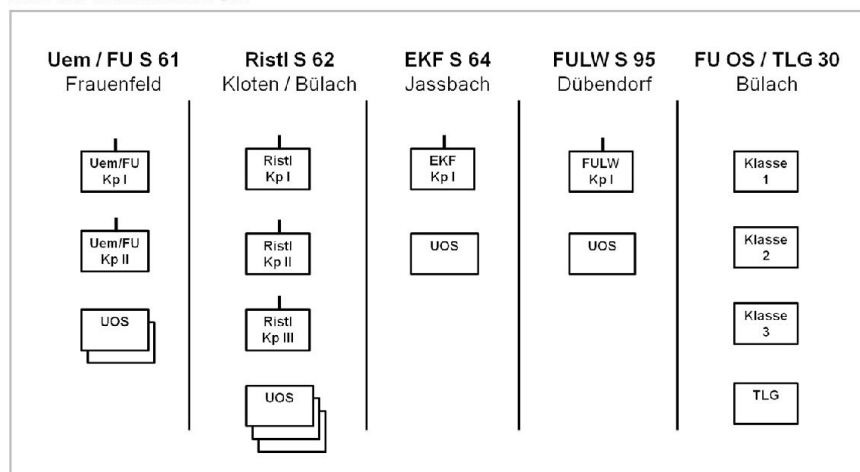 Uem / FU S 61
Frauenfeld
Uem/FU
Kp I
Uem/FU
Kp II
UOS
Ristl S 62
Kloten / Bülach
Ristl
Kp I
Ristl
Kp II
Ristl
Kp III
UOS
EKF S 64
Jassbach
EKF
Kp I
UOS
FULW S 95
Dübendorf
FULW
Kp I
UOS
FU OS / TLG 30
Bülach
Klasse
1
Klasse
2
Klasse
3
TLG